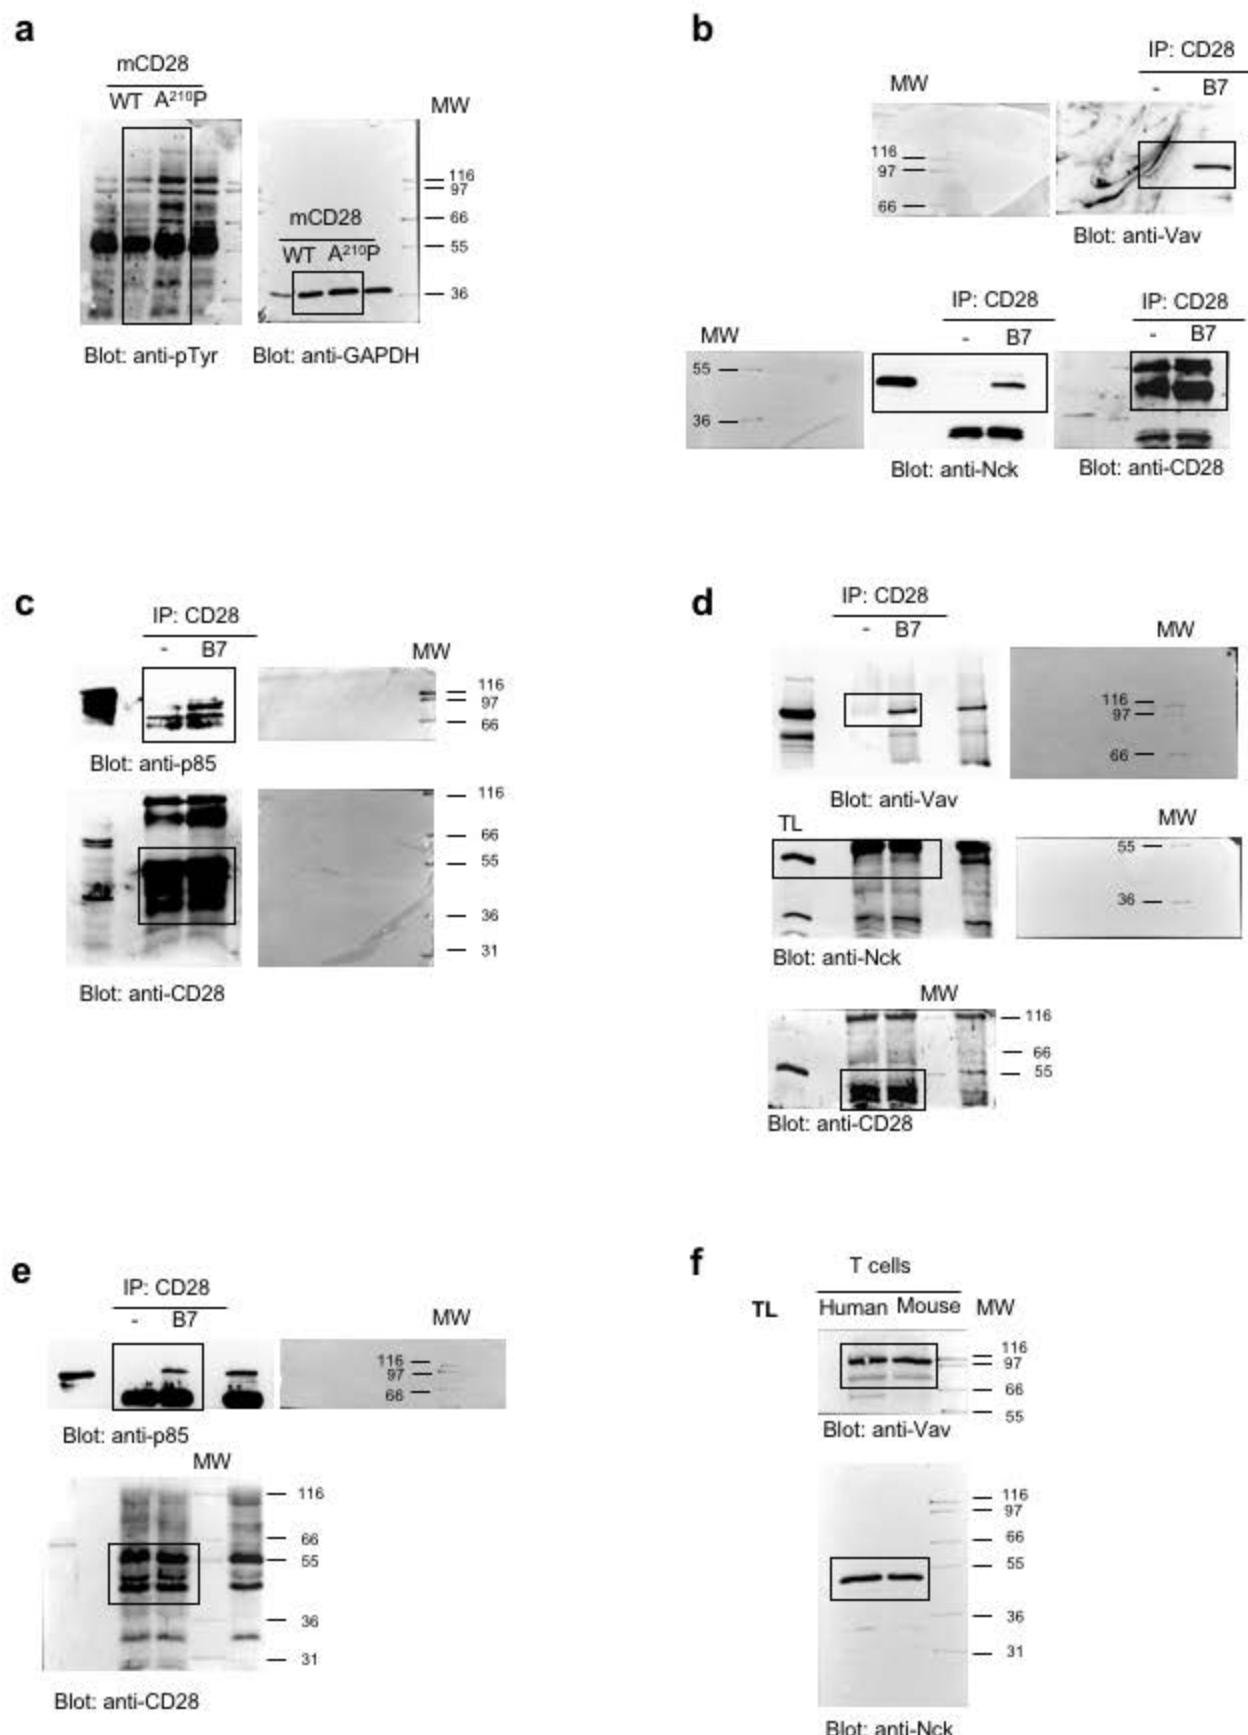 a
mCD28
WT A²¹⁰P
MW
116
97
66
55
36
mCD28
WT A²¹⁰P
Blot: anti-pTyr
Blot: anti-GAPDH
b
IP: CD28
- B7
MW
116
97
66
Blot: anti-Vav
IP: CD28
- B7
IP: CD28
- B7
MW
55
36
Blot: anti-Nck
Blot: anti-CD28
c
IP: CD28
- B7
MW
116
97
66
Blot: anti-p85
116
66
55
36
31
Blot: anti-CD28
d
IP: CD28
- B7
MW
116
97
66
Blot: anti-Vav
TL
MW
55
36
Blot: anti-Nck
MW
116
66
55
Blot: anti-CD28
e
IP: CD28
- B7
MW
116
97
66
Blot: anti-p85
MW
116
66
55
36
31
Blot: anti-CD28
f
T cells
TL Human Mouse MW
116
97
66
55
Blot: anti-Vav
116
97
66
55
36
31
Blot: anti-Nck